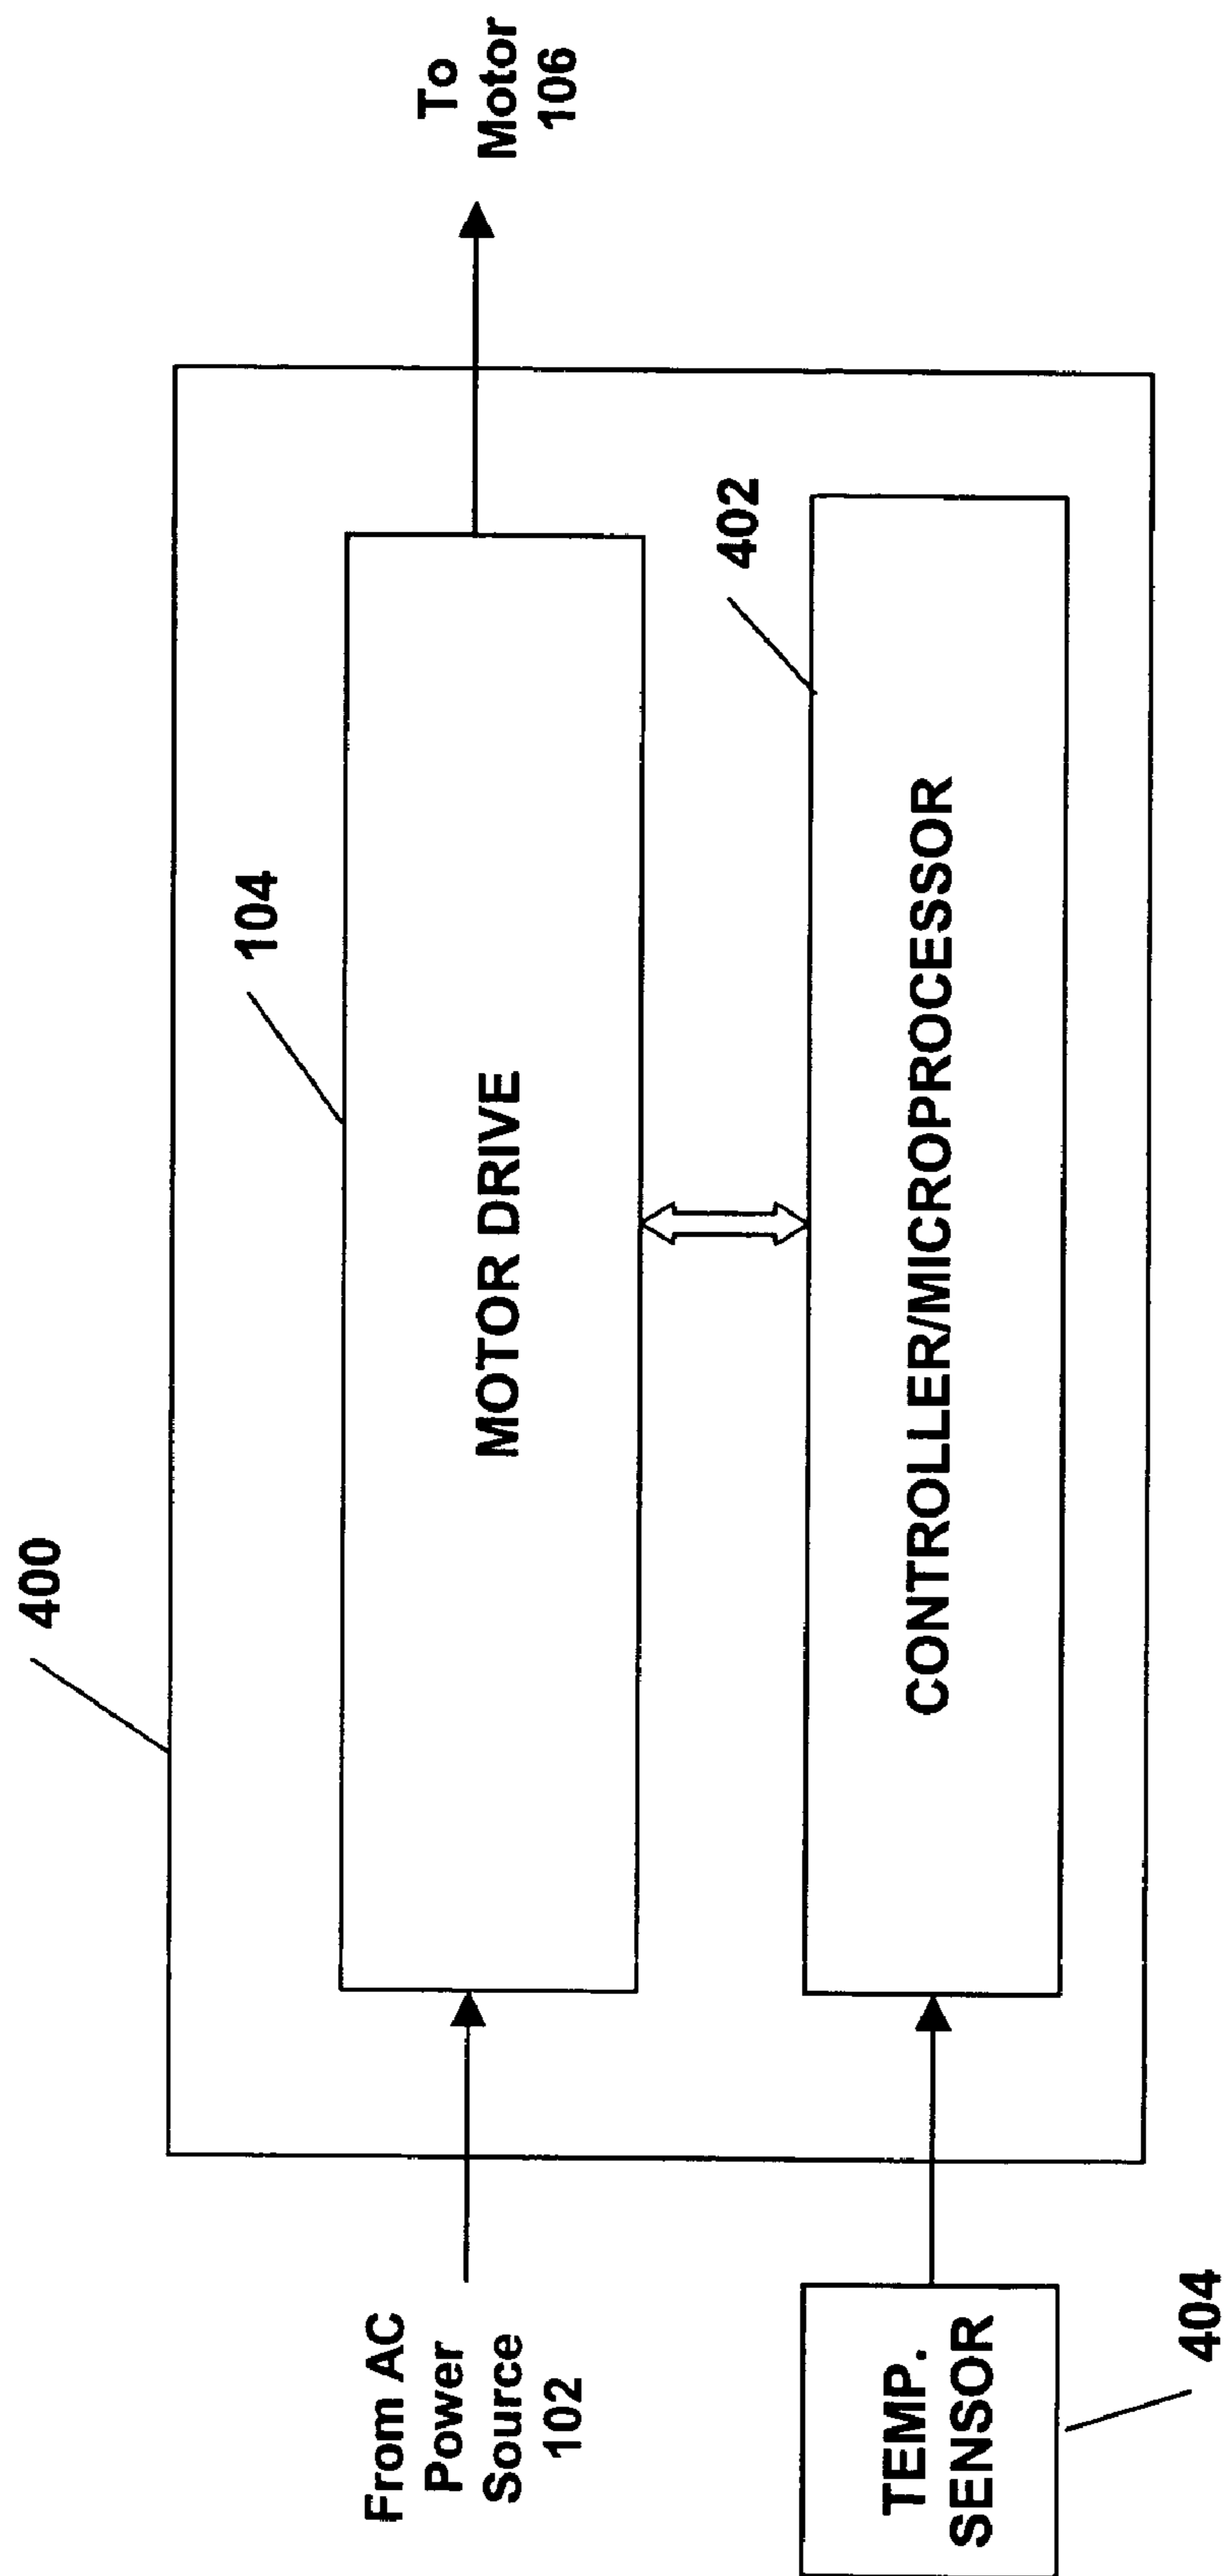 400
104
To
Motor
106
From AC
Power
Source
102
MOTOR DRIVE
402
TEMP.
SENSOR
CONTROLLER/MICROPROCESSOR
404